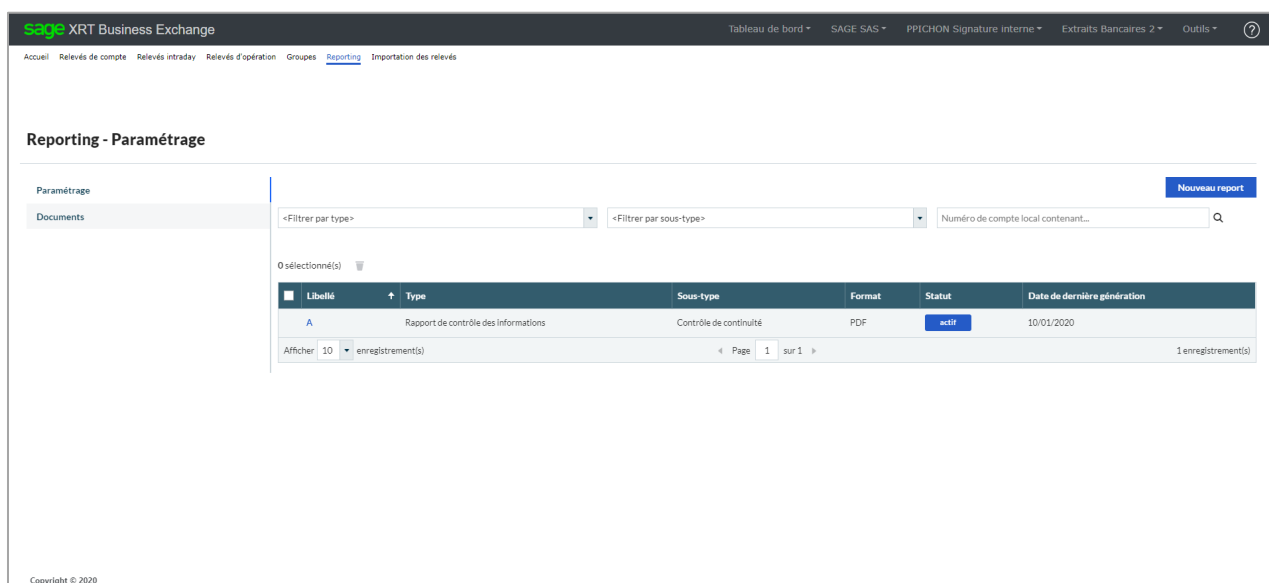 sage XRT Business Exchange Tableau de bord SAGE SAS PPICHON Signature interne Extraits Bancaires 2 Outils ?
Accueil Relevés de compte Relevés intraday Relevés d'opération Groupes Reporting Importation des relevés
Reporting - Paramétrage
Paramétrage
Nouveau report
Documents
<Filtrer par type> <Filtrer par sous-type> Numéro de compte local contenant...
0 sélectionné(s)
Libellé Type Sous-type Format Statut Date de dernière génération
A Rapport de contrôle des informations Contrôle de continuité PDF actif 10/01/2020
Afficher 10 enregistrement(s) Page 1 sur 1 1 enregistrement(s)
Copyright © 2020